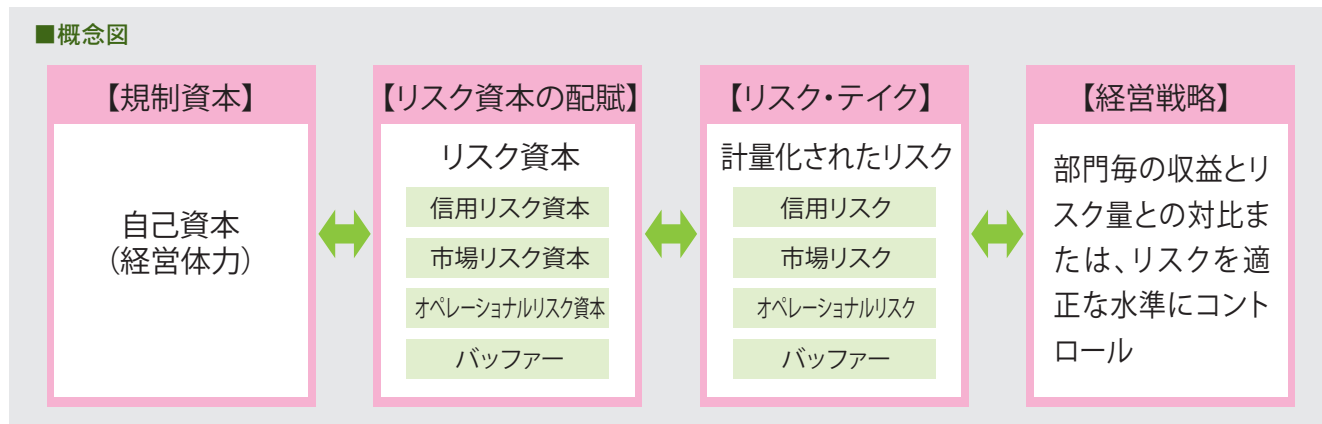 ■概念図
【規制資本】
自己資本
（経営体力）
【リスク資本の配賦】
リスク資本
信用リスク資本
市場リスク資本
オペレーショナルリスク資本
バッファー
【リスク・テイク】
計量化されたリスク
信用リスク
市場リスク
オペレーショナルリスク
バッファー
【経営戦略】
部門毎の収益とリ
スク量との対比ま
たは、リスクを適
正な水準にコント
ロール